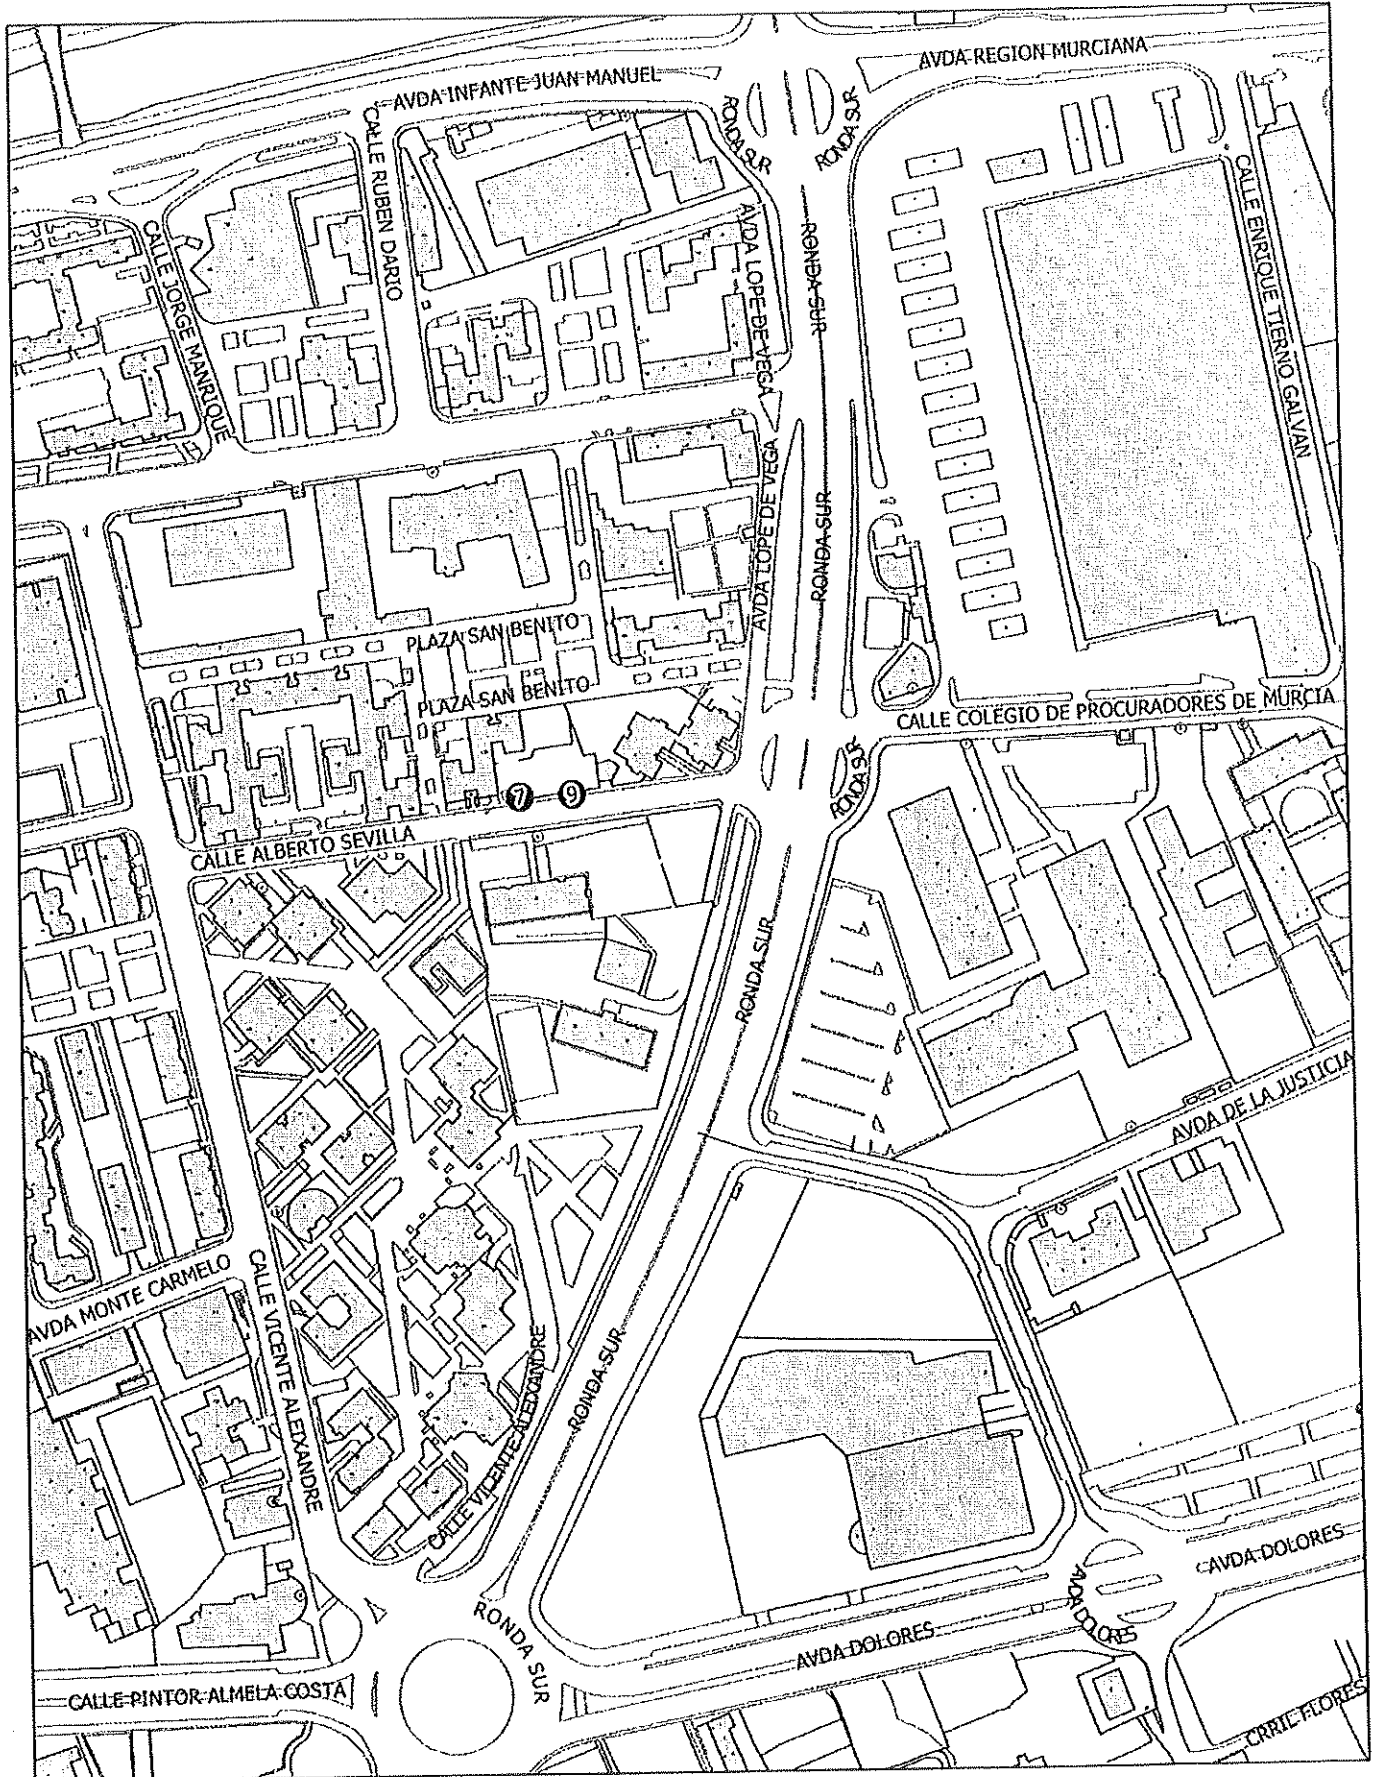 AVDA REGION MURCIANA
AVDA INFANTE JUAN MANUEL
RONDA SUR
RONDA SUR
CALLE RUBEN DARIO
CALLE ENRIQUE TIERNO GALVAN
CALLE JORGE MANRIQUE
AVDA LOPE DE VEGA
RONDA SUR
AVDA LOPE DE VEGA
RONDA SUR
PLAZA SAN BENITO
PLAZA SAN BENITO
CALLE COLEGIO DE PROCURADORES DE MURCIA
RONDA SUR
7
9
CALLE ALBERTO SEVILLA
RONDA SUR
AVDA DE LA JUSTICIA
AVDA MONTE CARMELO
CALLE VICENTE ALEIXANDRE
CALLE VICENTE ALEIXANDRE
RONDA SUR
AVDA DOLORES
AVDA DOLORES
RONDA SUR
AVDA DOLORES
CALLE PINTOR ALMELA COSTA
CRRIL FLORES